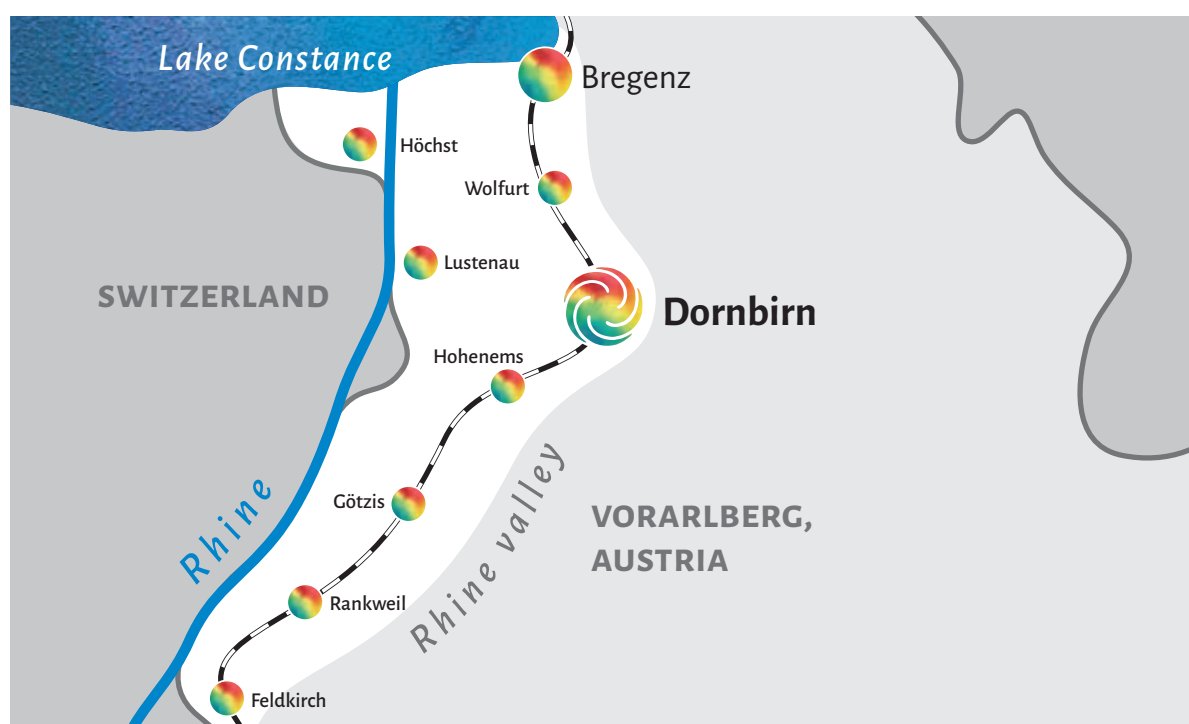 Lake Constance
Bregenz
Höchst
Wolfurt
Lustenau
SWITZERLAND
Dornbirn
Hohenems
Rhine
Götzis
Rhine valley
VORARLBERG,
AUSTRIA
Rankweil
Feldkirch